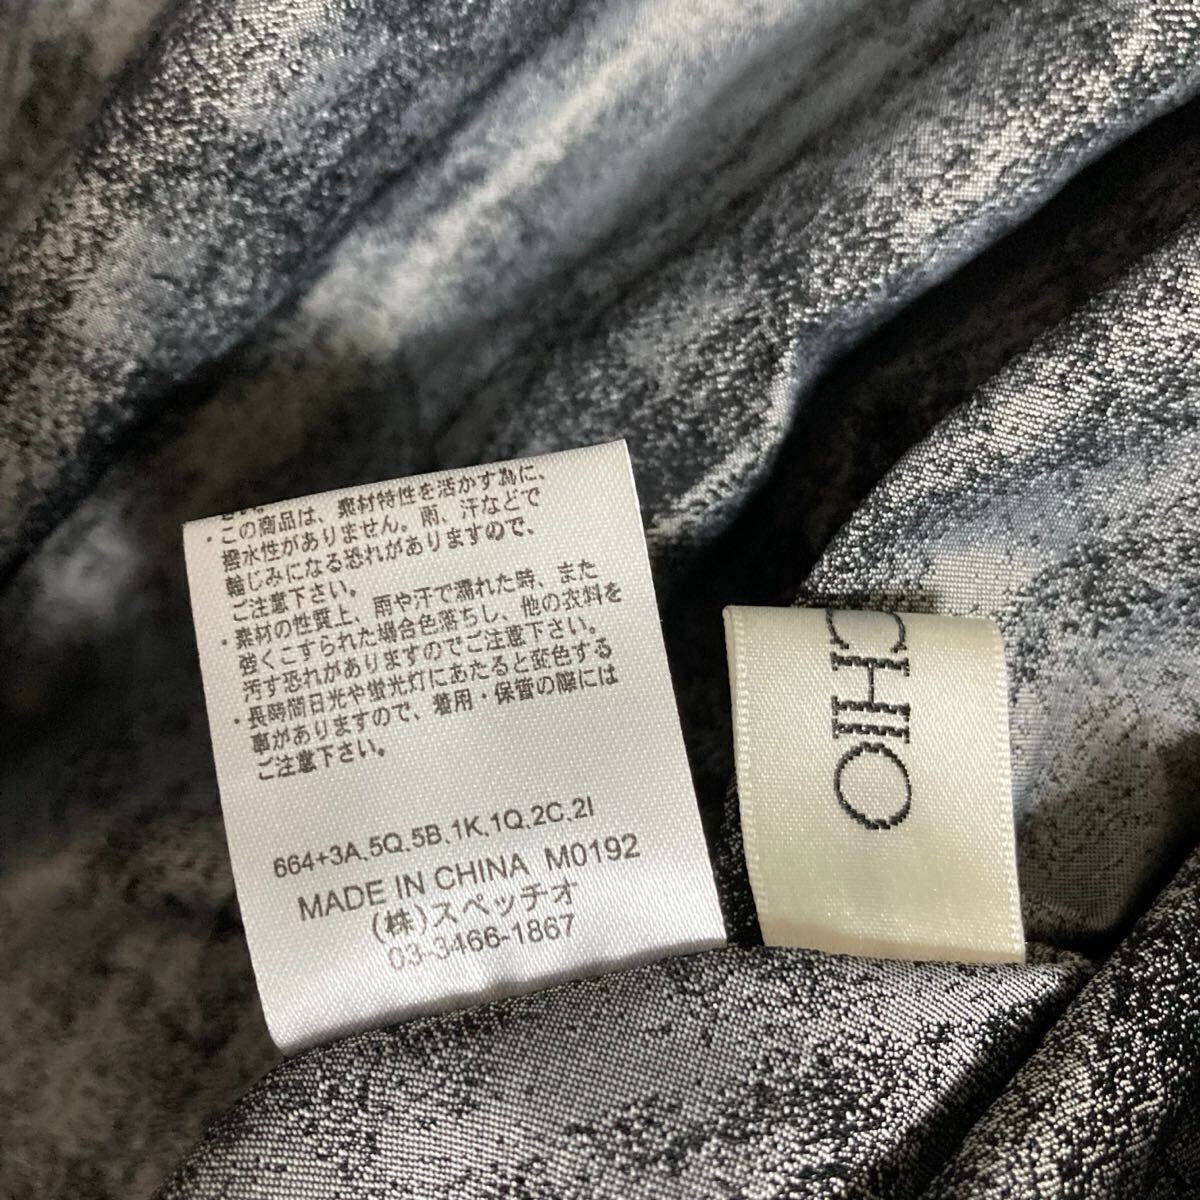 さい。
・この商品は、素材特性を活かす為に、
撥水性がありません。雨、汗などで
輪じみになる恐れがありますので、
ご注意下さい。
・素材の性質上、雨や汗で濡れた時、また
強くこすられた場合色落ちし、他の衣料を
汚す恐れがありますのでご注意下さい。
・長時間日光や蛍光灯にあたると変色する
事がありますので、着用・保管の際には
ご注意下さい。
664+3A.5Q.5B.1K.1Q.2C.2I
MADE IN CHINA M0192
(株)スペッチオ
03-3466-1867
CHIO